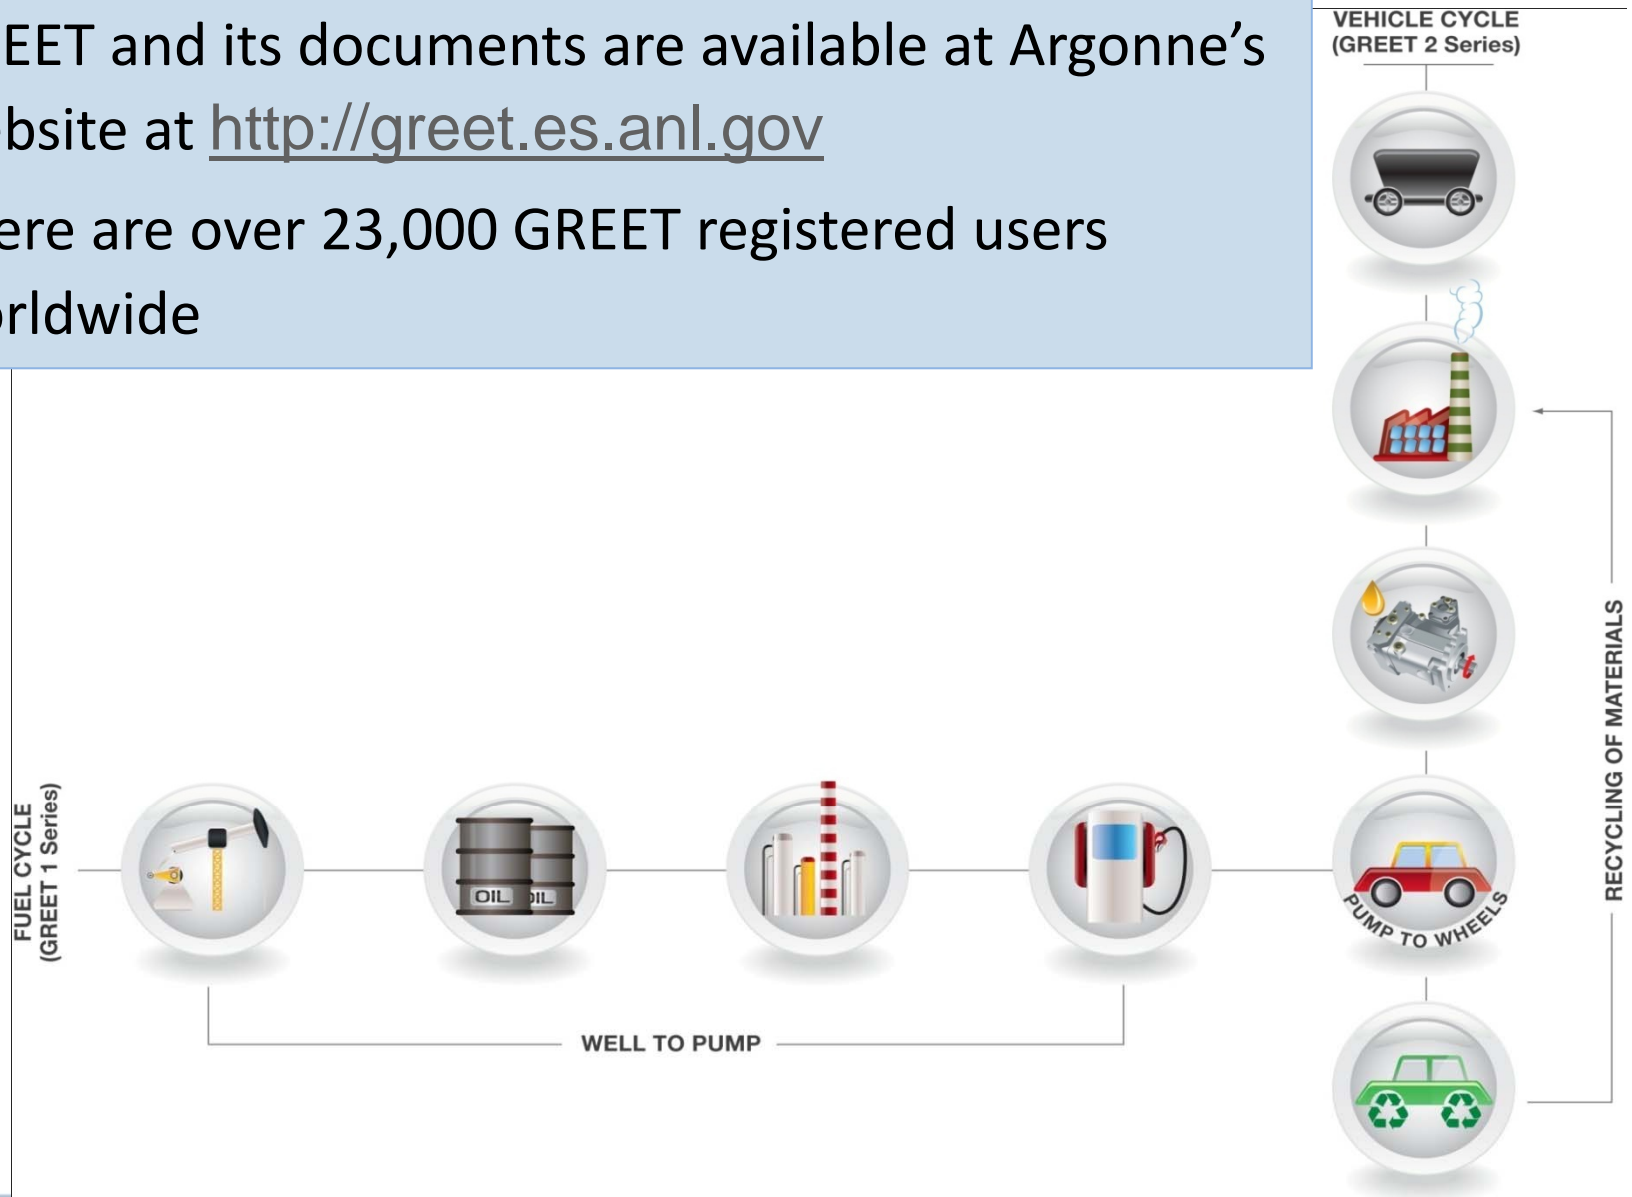 EET and its documents are available at Argonne’s
bsite at http://greet.es.anl.gov
ere are over 23,000 GREET registered users
orldwide
VEHICLE CYCLE
(GREET 2 Series)
RECYCLING OF MATERIALS
FUEL CYCLE
(GREET 1 Series)
OIL
OIL
PUMP TO WHEELS
WELL TO PUMP